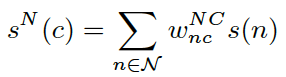 $s^{N}(c) = \sum_{n \in \mathcal{N}} w_{nc}^{NC} s(n)$